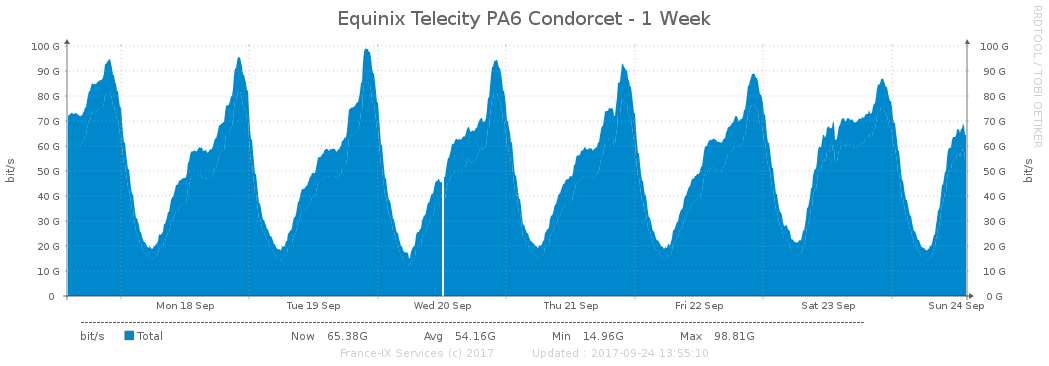 Equinix Telecity PA6 Condorcet - 1 Week
RRDTOOL / TOBI OETIKER
bit/s
bit/s
100 G 100 G
90 G 90 G
80 G 80 G
70 G 70 G
60 G 60 G
50 G 50 G
40 G 40 G
30 G 30 G
20 G 20 G
10 G 10 G
0 0 G
Mon 18 Sep Tue 19 Sep Wed 20 Sep Thu 21 Sep Fri 22 Sep Sat 23 Sep Sun 24 Sep
bit/s Total Now 65.38G Avg 54.16G Min 14.96G Max 98.81G
France-IX Services (c) 2017 Updated : 2017-09-24 13:55:10